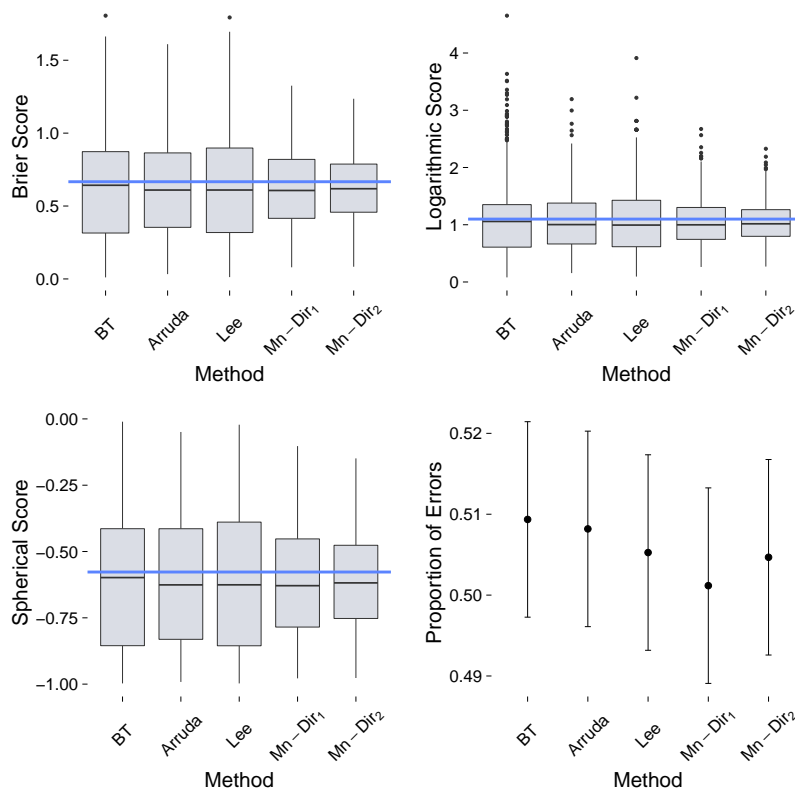 Brier Score
1.5
1.0
0.5
0.0
BT
Arruda
Lee
Mn − Dir₁
Mn − Dir₂
Method
Logarithmic Score
4
3
2
1
0
BT
Arruda
Lee
Mn − Dir₁
Mn − Dir₂
Method
Spherical Score
0.00
−0.25
−0.50
−0.75
−1.00
BT
Arruda
Lee
Mn − Dir₁
Mn − Dir₂
Method
Proportion of Errors
0.52
0.51
0.50
0.49
BT
Arruda
Lee
Mn − Dir₁
Mn − Dir₂
Method